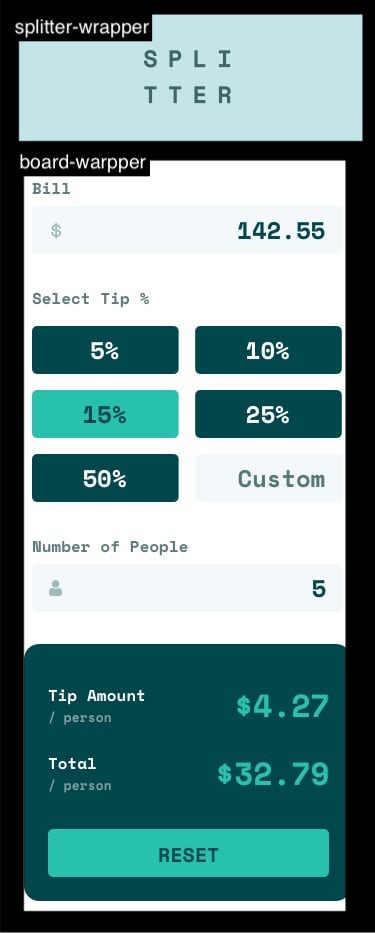 splitter-wrapper
SPLI
TTER
board-warpper
Bill
$ 142.55
Select Tip %
5% 10%
15% 25%
50% Custom
Number of People
5
Tip Amount $4.27
/ person
Total $32.79
/ person
RESET